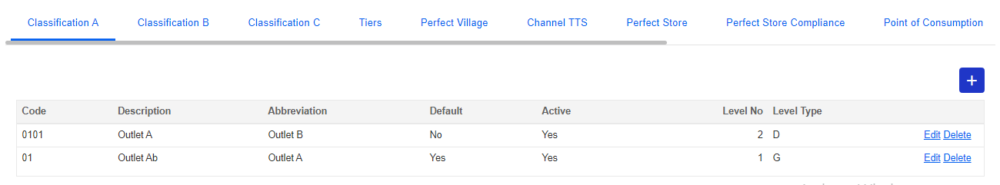 Classification A Classification B Classification C Tiers Perfect Village Channel TTS Perfect Store Perfect Store Compliance Point of Consumption
+
Code Description Abbreviation Default Active Level No Level Type
0101 Outlet A Outlet B No Yes 2 D Edit Delete
01 Outlet Ab Outlet A Yes Yes 1 G Edit Delete